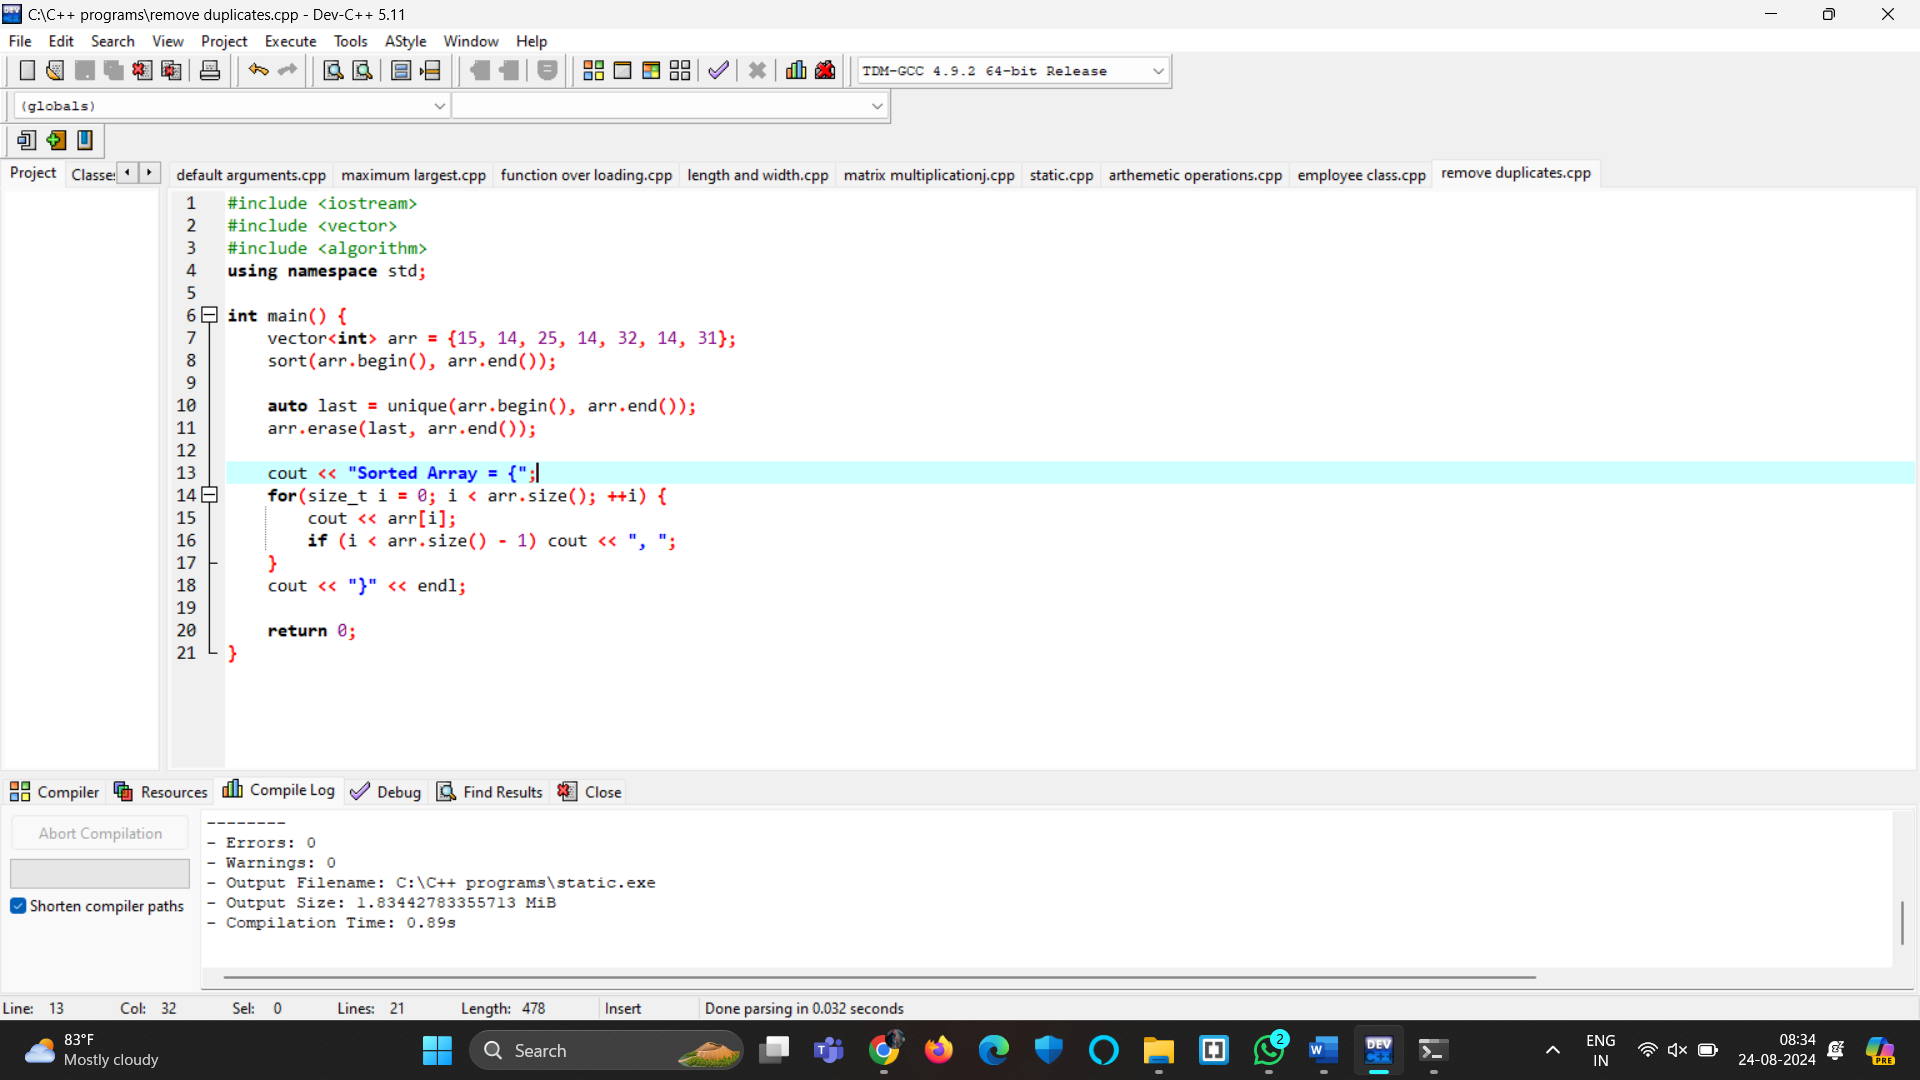 C:\C++ programs\remove duplicates.cpp - Dev-C++ 5.11
File Edit Search View Project Execute Tools AStyle Window Help
TDM-GCC 4.9.2 64-bit Release
(globals)
Project Classes default arguments.cpp maximum largest.cpp function over loading.cpp length and width.cpp matrix multiplicationj.cpp static.cpp arthemetic operations.cpp employee class.cpp remove duplicates.cpp
1 #include <iostream>
2 #include <vector>
3 #include <algorithm>
4 using namespace std;
5
6 int main() {
7 vector<int> arr = {15, 14, 25, 14, 32, 14, 31};
8 sort(arr.begin(), arr.end());
9
10 auto last = unique(arr.begin(), arr.end());
11 arr.erase(last, arr.end());
12
13 cout << "Sorted Array = {";
14 for(size_t i = 0; i < arr.size(); ++i) {
15 cout << arr[i];
16 if (i < arr.size() - 1) cout << ", ";
17 }
18 cout << "}" << endl;
19
20 return 0;
21 }
Compiler Resources Compile Log Debug Find Results Close
Abort Compilation
Shorten compiler paths
--------
- Errors: 0
- Warnings: 0
- Output Filename: C:\C++ programs\static.exe
- Output Size: 1.83442783355713 MiB
- Compilation Time: 0.89s
Line: 13 Col: 32 Sel: 0 Lines: 21 Length: 478 Insert Done parsing in 0.032 seconds
83°F
Mostly cloudy
Search
2
W
DEV
C++
ENG
IN
08:34
24-08-2024
PRE